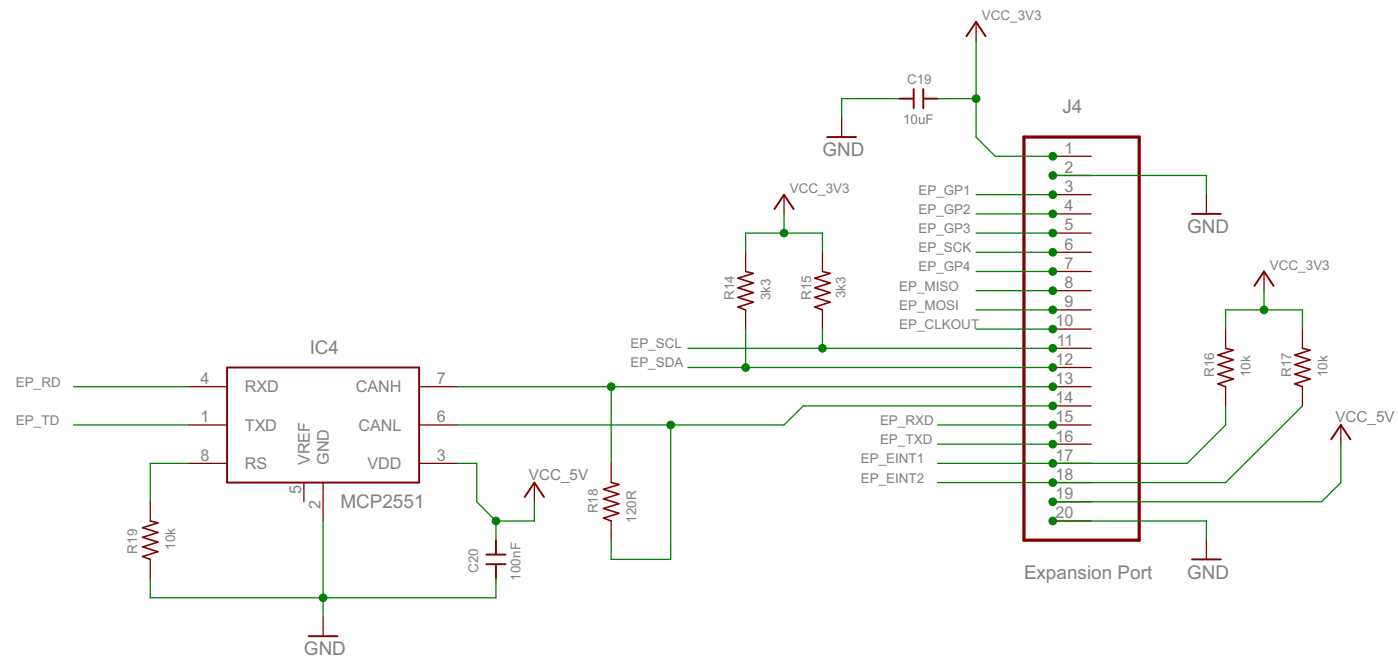 VCC_3V3
C19
10uF
GND
J4
1
2
EP_GP1
3
EP_GP2
4
EP_GP3
5
EP_SCK
6
EP_GP4
7
EP_MISO
8
EP_MOSI
9
EP_CLKOUT
10
EP_SCL
11
EP_SDA
12
13
14
EP_RXD
15
EP_TXD
16
EP_EINT1
17
EP_EINT2
18
19
20
Expansion Port
GND
VCC_3V3
R14
3k3
R15
3k3
VCC_3V3
R16
10k
R17
10k
VCC_5V
GND
IC4
EP_RD
4
RXD
CANH
7
EP_TD
1
TXD
CANL
6
8
RS
VREF
GND
VDD
3
5
2
MCP2551
VCC_5V
R18
120R
R19
10k
C20
100nF
GND